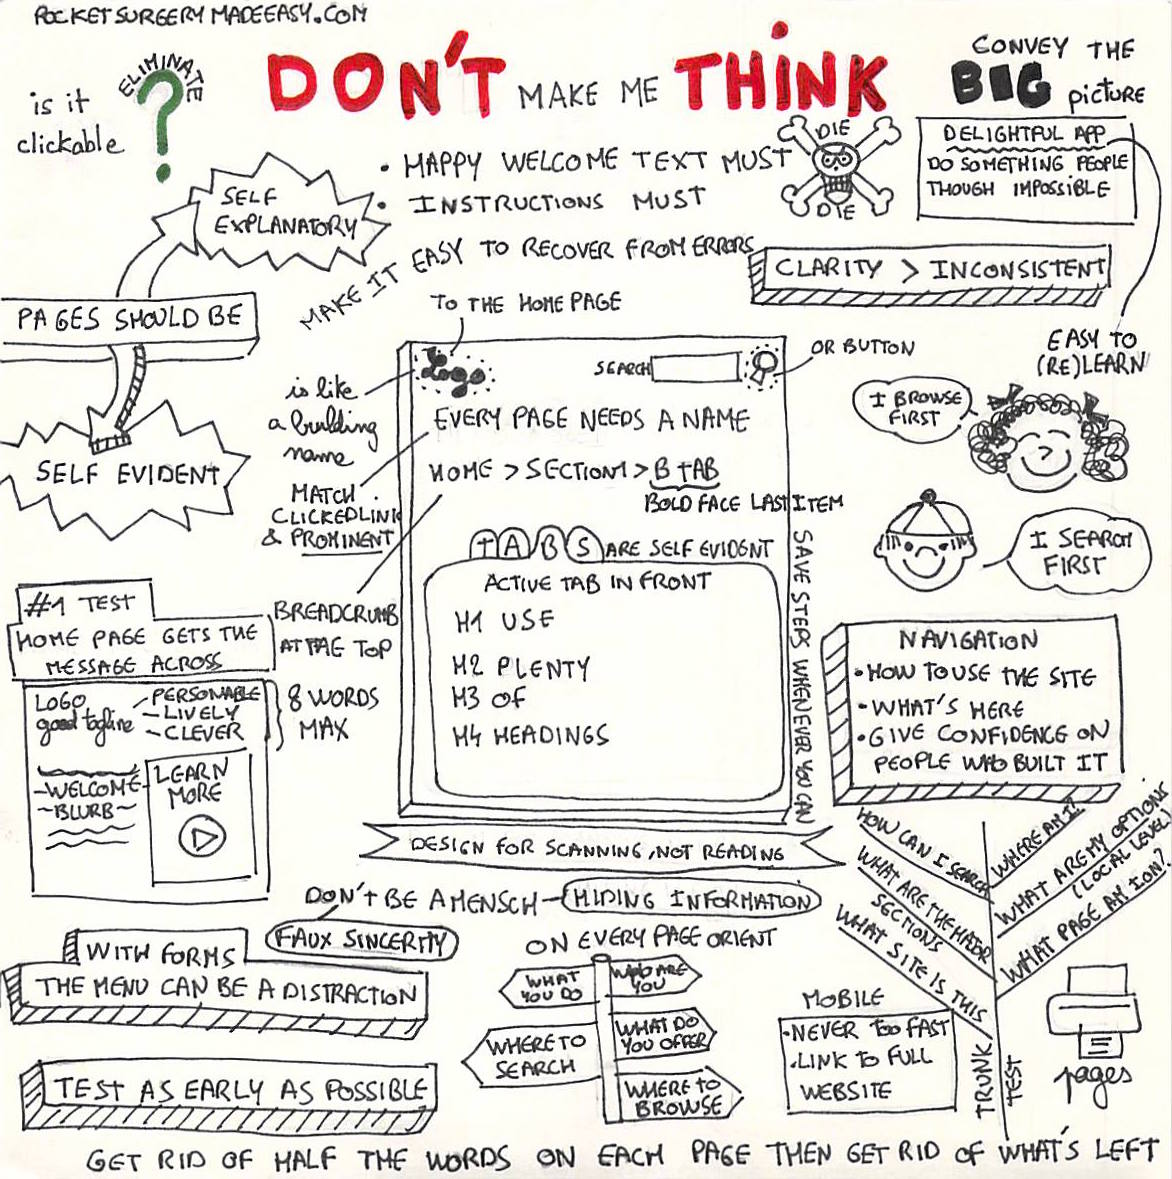 ROCKETSURGERYMADEEASY.COM
ELIMINATE
?
is it
clickable
DON'T MAKE ME THINK
CONVEY THE
BIG picture
• HAPPY WELCOME TEXT MUST
• INSTRUCTIONS MUST
DIE
DIE
DELIGHTFUL APP
DO SOMETHING PEOPLE
THOUGH IMPOSSIBLE
SELF
EXPLANATORY
PAGES SHOULD BE
SELF EVIDENT
MAKE IT EASY TO RECOVER FROM ERRORS
CLARITY > INCONSISTENT
EASY TO
(RE)LEARN
TO THE HOME PAGE
Logo
SEARCH
OR BUTTON
is like
a building
name
EVERY PAGE NEEDS A NAME
MATCH
CLICKED LINK
& PROMINENT
HOME > SECTION1 > B TAB
BOLD FACE LAST ITEM
BREADCRUMB
AT PAGE TOP
TABS ARE SELF EVIDENT
ACTIVE TAB IN FRONT
H1 USE
H2 PLENTY
H3 OF
H4 HEADINGS
SAVE STEPS WHENEVER YOU CAN
I BROWSE
FIRST
I SEARCH
FIRST
#1 TEST
HOME PAGE GETS THE
MESSAGE ACROSS
LOGO
good tagline
PERSONABLE
- LIVELY
- CLEVER
8 WORDS
MAX
-WELCOME-
~BLURB~
LEARN
MORE
NAVIGATION
• HOW TO USE THE SITE
• WHAT'S HERE
• GIVE CONFIDENCE ON
PEOPLE WHO BUILT IT
DESIGN FOR SCANNING, NOT READING
DON'T BE A MENSCH - HIDING INFORMATION
FAUX SINCERITY
WITH FORMS
THE MENU CAN BE A DISTRACTION
TEST AS EARLY AS POSSIBLE
ON EVERY PAGE ORIENT
WHAT
YOU DO
WHO ARE
YOU
WHERE TO
SEARCH
WHAT DO
YOU OFFER
WHERE TO
BROWSE
MOBILE
• NEVER TOO FAST
• LINK TO FULL
WEBSITE
HOW CAN I SEARCH
WHAT ARE THE MAJOR
SECTIONS
WHAT SITE IS THIS
WHERE AM I?
WHAT ARE MY OPTIONS
(LOCAL LEVEL)
WHAT PAGE AM I ON?
TRUNK
TEST
pages
GET RID OF HALF THE WORDS ON EACH PAGE THEN GET RID OF WHAT'S LEFT